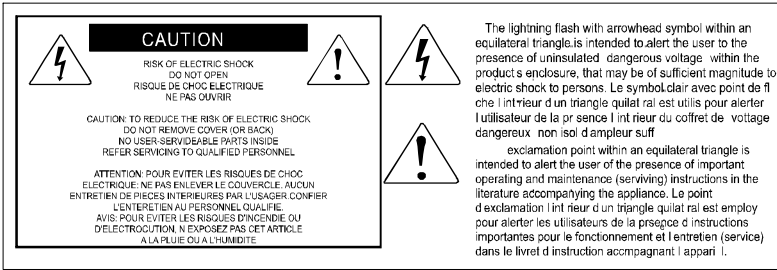 CAUTION
RISK OF ELECTRIC SHOCK
DO NOT OPEN
RISQUE DE CHOC ELECTRIQUE
NE PAS OUVRIR
CAUTION: TO REDUCE THE RISK OF ELECTRIC SHOCK
DO NOT REMOVE COVER (OR BACK)
NO USER-SERVIDEABLE PARTS INSIDE
REFER SERVICING TO QUALIFIED PERSONNEL
ATTENTION: POUR EVITER LES RISQUES DE CHOC
ELECTRIQUE: NE PAS ENLEVER LE COUVERCLE. AUCUN
ENTRETIEN DE PIECES INTERIEURES PAR L'USAGER.CONFIER
L'ENTERETIEN AU PERSONNEL QUALIFIE.
AVIS: POUR EVITER LES RISQUES D'INCENDIE OU
D'ELECTROCUTION, N EXPOSEZ PAS CET ARTICLE
A LA PLUIE OU A L'HUMIDITE
The lightning flash with arrowhead symbol within an
equilateral triangle.is intended to.alert the user to the
presence of uninsulated dangerous voltage within the
product s enclosure, that may be of sufficient magnitude to
electric shock to persons. Le symbol.clair avec point de fl
che l int rieur d un triangle quilat ral est utilis pour alerter
l utilisateur de la pr sence l int rieur du coffret de vottage
dangereux non isol d ampleur suff
exclamation point within an equilateral triangle is
intended to alert the user of the presence of important
operating and maintenance (serviving) instructions in the
literature accompanying the appliance. Le point
d exclamation l int rieur d un triangle quilat ral est employ
pour alerter les utilisateurs de la prsence d instructions
importantes pour le fonctionnement et l entretien (service)
dans le livret d instruction accmpagnant l appari l.